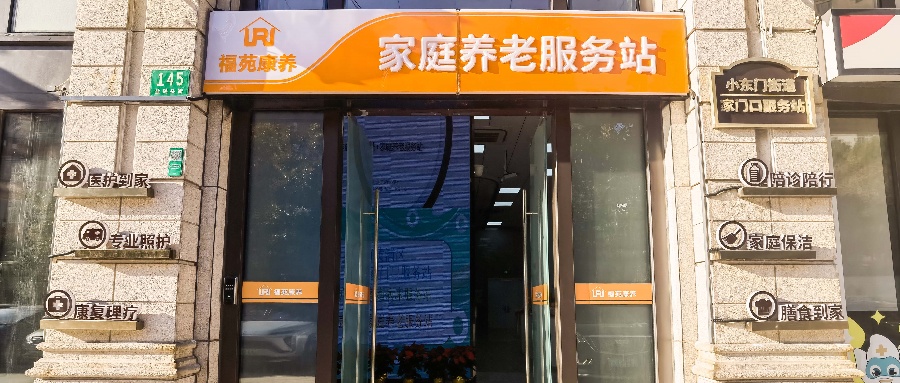 福苑康养
家庭养老服务站
145
小东门街道
家门口服务站
医护到家
专业照护
康复理疗
陪诊陪行
家庭保洁
膳食到家
福苑康养
福苑康养